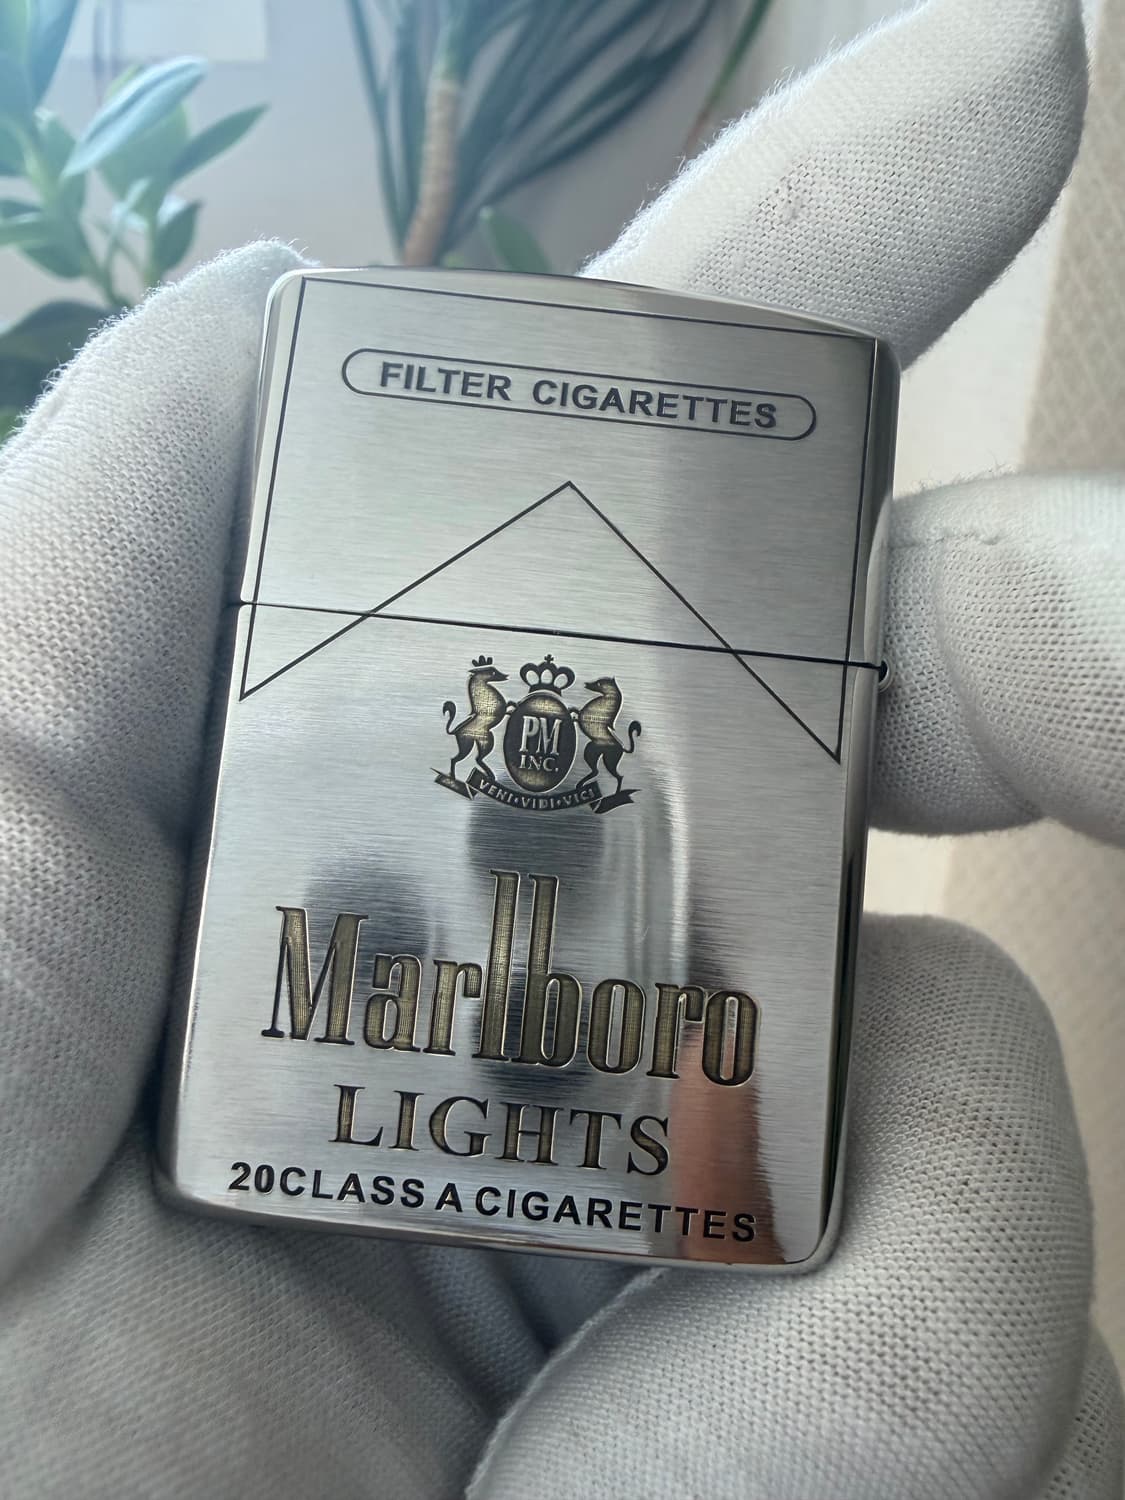 FILTER CIGARETTES
PM
INC.
VENI•VIDI•VICI
Marlboro
LIGHTS
20CLASS A CIGARETTES